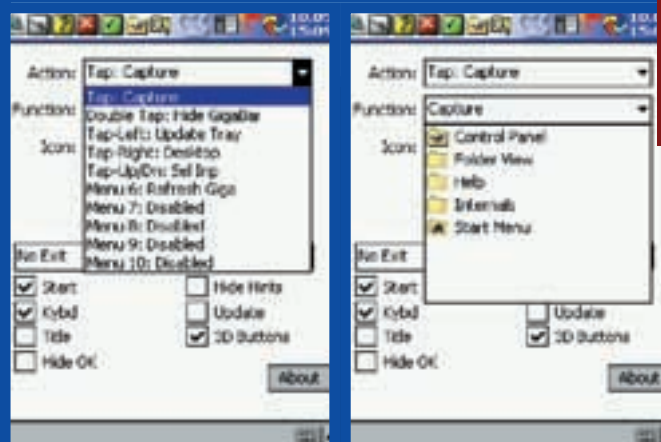 Action: Tap: Capture
Function:
Tap: Capture
Double Tap: Hide GigaBar
Tap-Left: Update Tray
Icon:
Tap-Right: Desktop
Tap-Up/Dn: Sel Inp
Menu 6: Refresh Giga
Menu 7: Disabled
Menu 8: Disabled
Menu 9: Disabled
Menu 10: Disabled
No Exit
Start
Hide Hints
Kybd
Update
Title
3D Buttons
Hide OK
About
Action: Tap: Capture
Function: Capture
Icon:
Control Panel
Folder View
Help
Internals
Start Menu
No Exit
Start
Kybd
Update
Title
3D Buttons
Hide OK
About